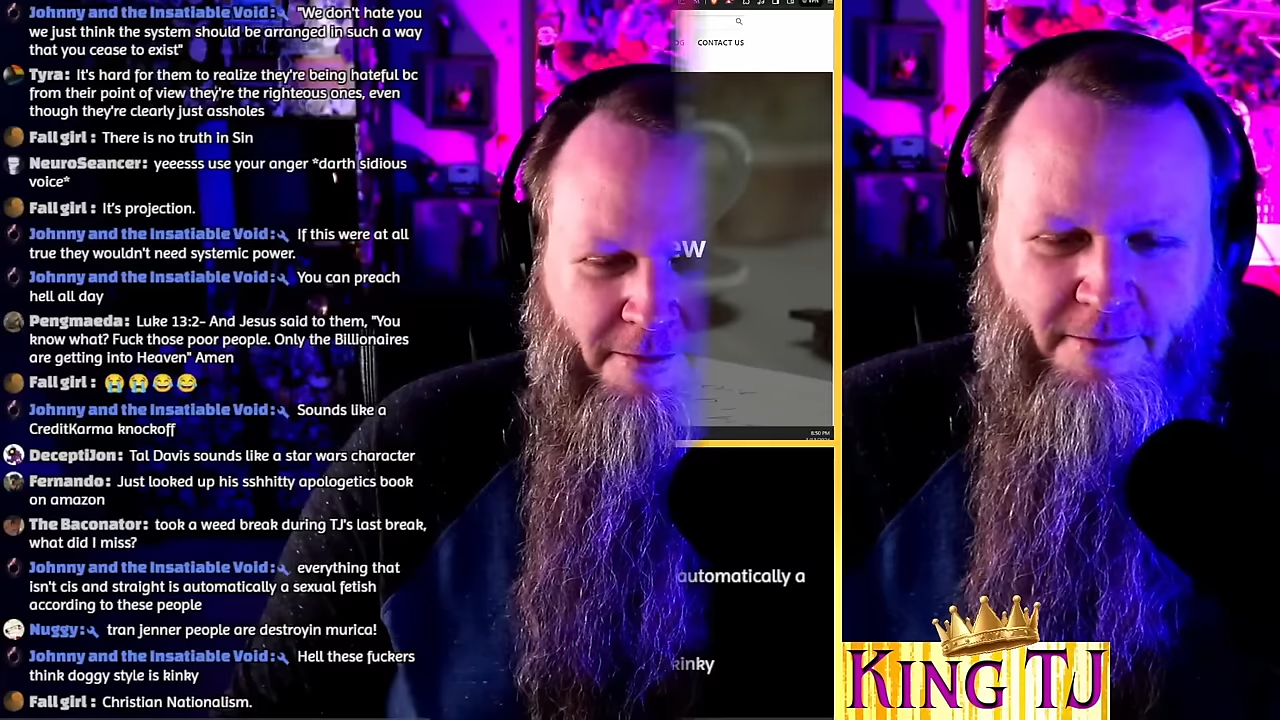 Johnny and the Insatiable Void: "We don't hate you
we just think the system should be arranged in such a way
that you cease to exist"
Tyra: It's hard for them to realize they're being hateful bc
from their point of view they're the righteous ones, even
though they're clearly just assholes
Fall girl : There is no truth in Sin
NeuroSeancer: yeeesss use your anger *darth sidious
voice*
Fall girl : It's projection.
Johnny and the Insatiable Void: If this were at all
true they wouldn't need systemic power.
Johnny and the Insatiable Void: You can preach
hell all day
Pengmaeda: Luke 13:2- And Jesus said to them, "You
know what? Fuck those poor people. Only the Billionaires
are getting into Heaven" Amen
Fall girl : 😭😭😂😂
Johnny and the Insatiable Void: Sounds like a
CreditKarma knockoff
DeceptiJon: Tal Davis sounds like a star wars character
Fernando: Just looked up his sshhitty apologetics book
on amazon
The Baconator: took a weed break during TJ's last break,
what did I miss?
Johnny and the Insatiable Void: everything that
isn't cis and straight is automatically a sexual fetish
according to these people
Nuggy: tran jenner people are destroyin murica!
Johnny and the Insatiable Void: Hell these fuckers
think doggy style is kinky
Fall girl : Christian Nationalism.
CONTACT US
ew
8:50 PM
automatically a
kinky
KING TJ